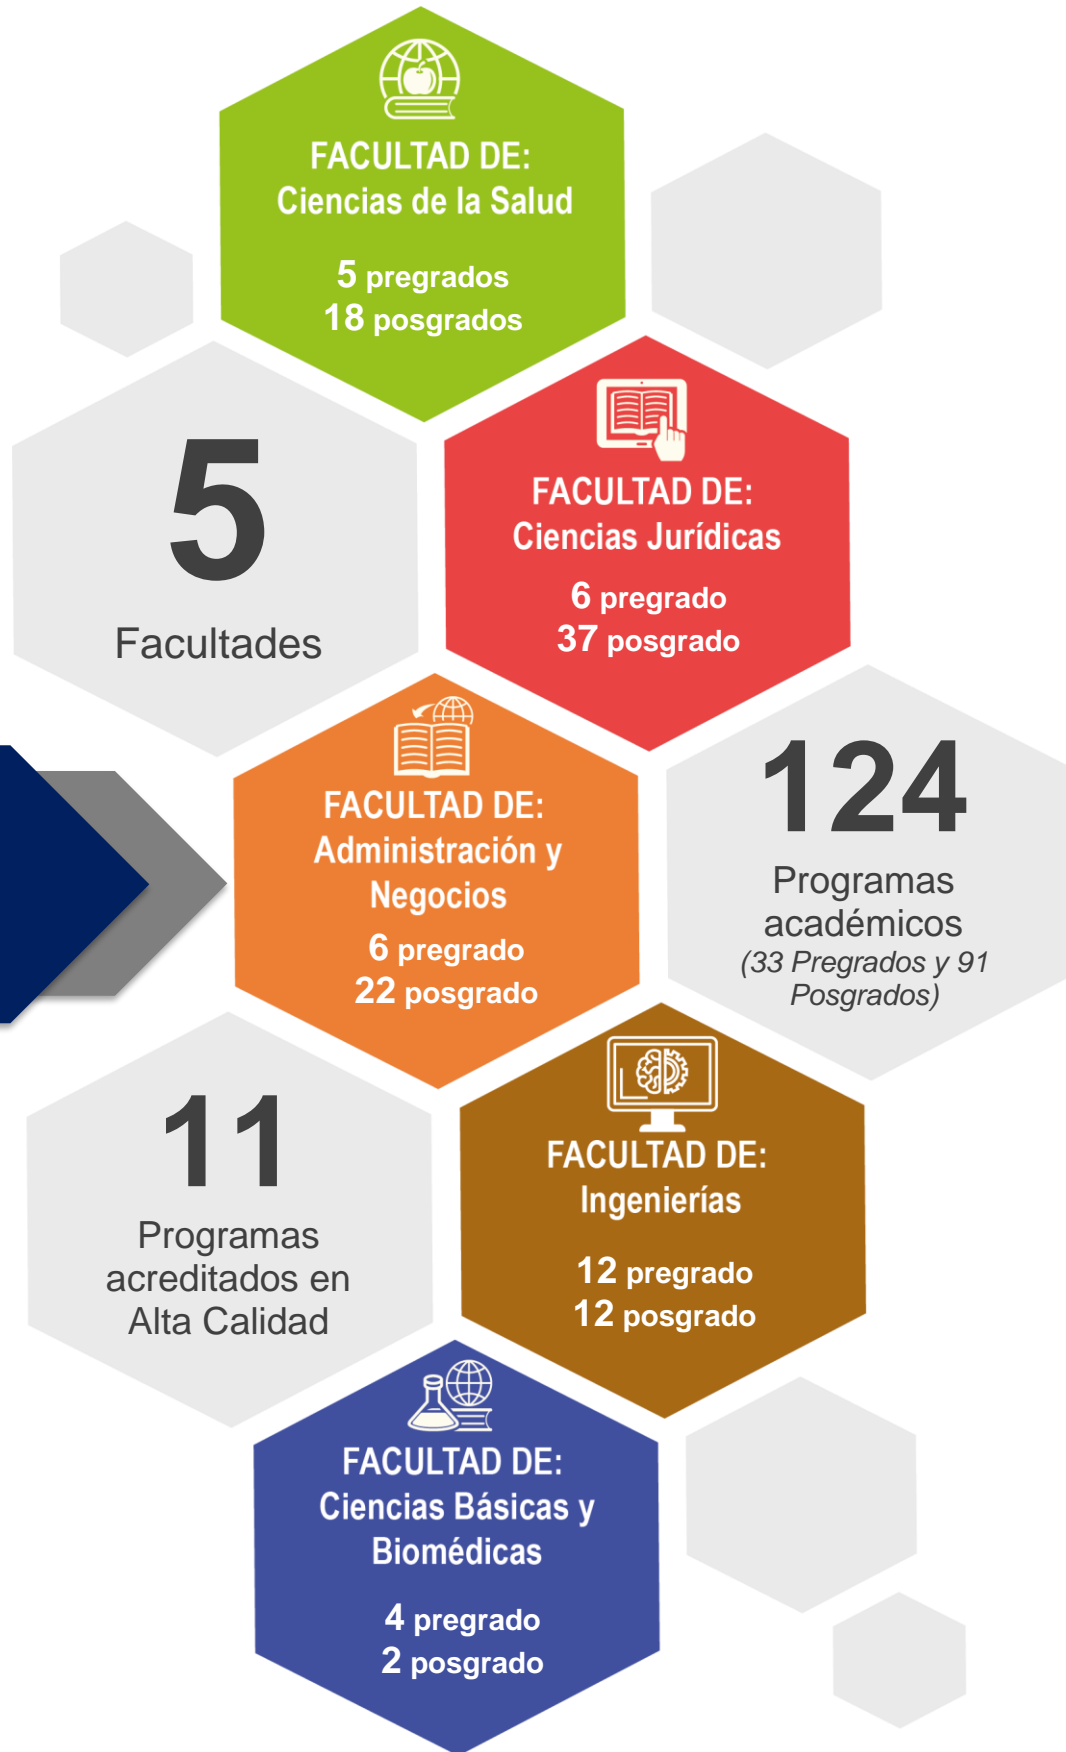 FACULTAD DE:
Ciencias de la Salud
5 pregrados
18 posgrados
5
Facultades
FACULTAD DE:
Ciencias Jurídicas
6 pregrado
37 posgrado
FACULTAD DE:
Administración y
Negocios
6 pregrado
22 posgrado
124
Programas
académicos
(33 Pregrados y 91
Posgrados)
11
Programas
acreditados en
Alta Calidad
FACULTAD DE:
Ingenierías
12 pregrado
12 posgrado
FACULTAD DE:
Ciencias Básicas y
Biomédicas
4 pregrado
2 posgrado